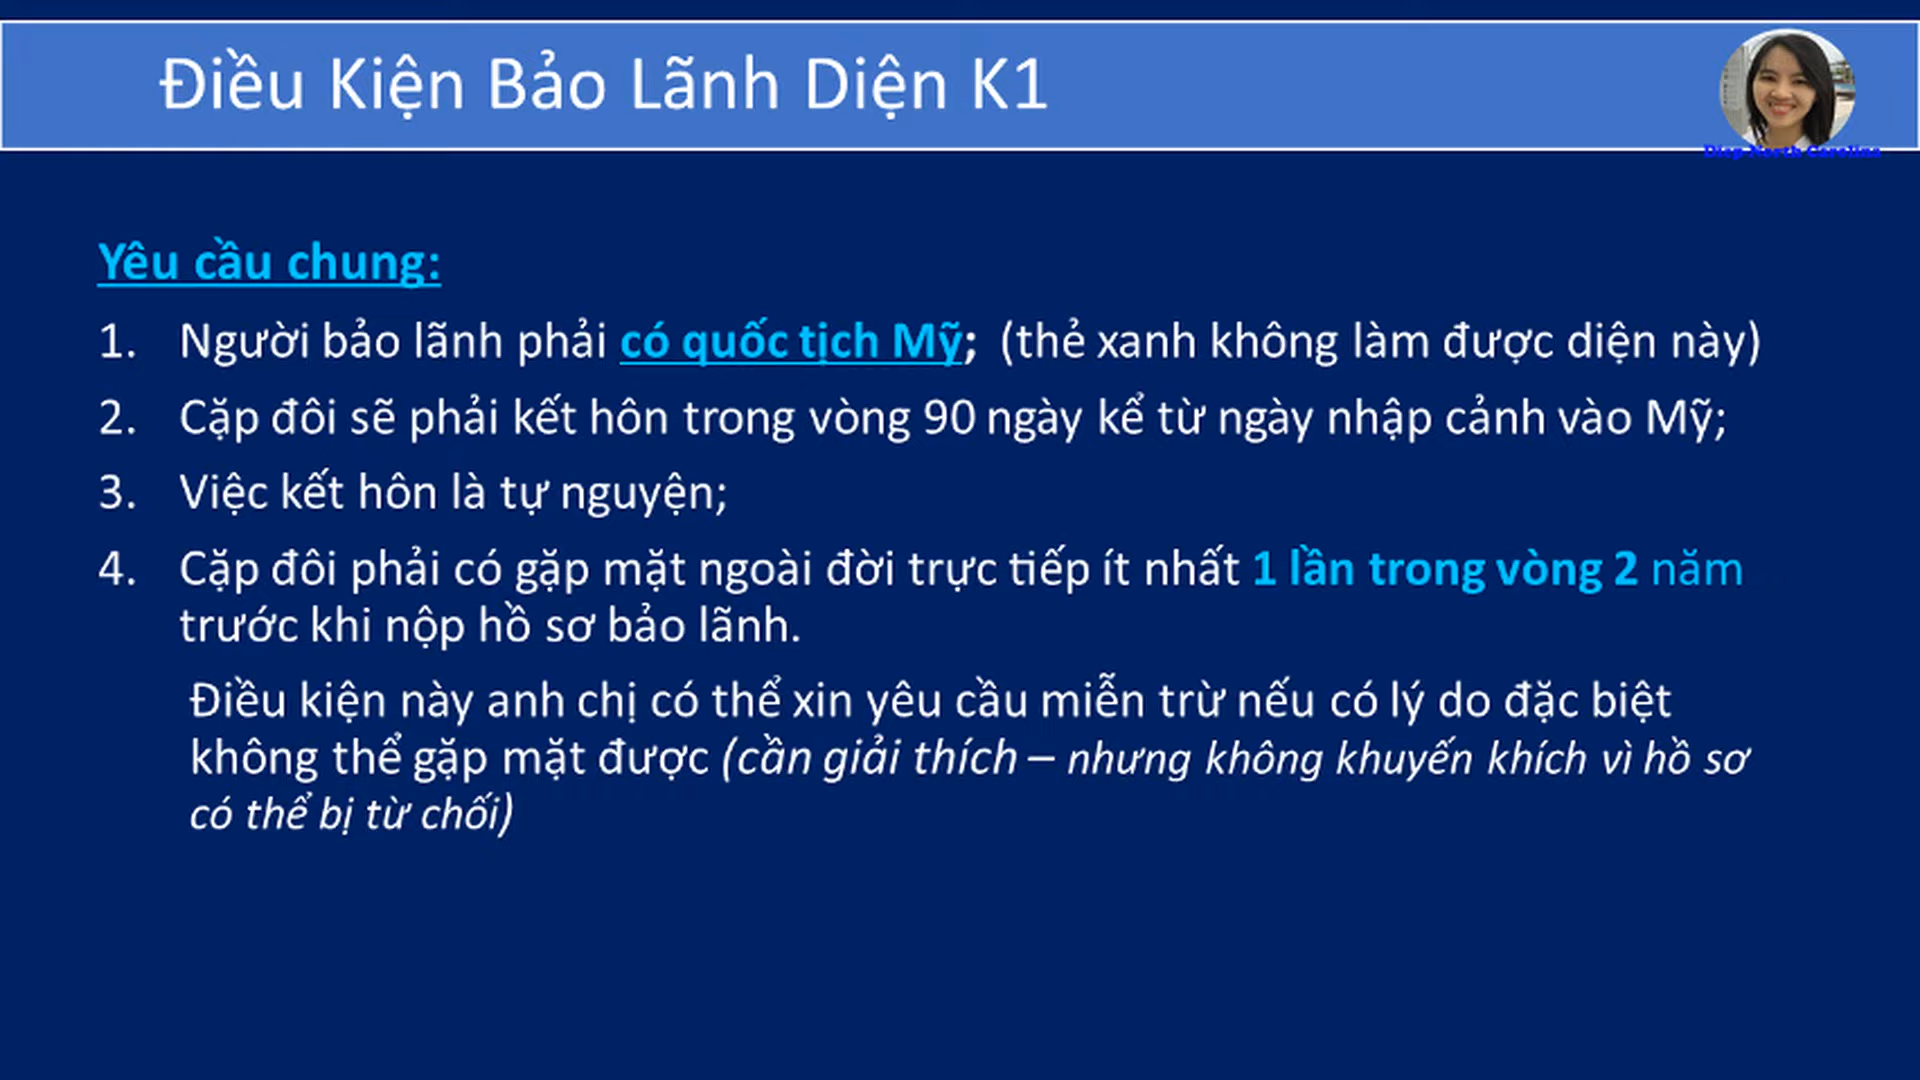 Điều Kiện Bảo Lãnh Diện K1
Diep North Carolina
Yêu cầu chung:
1. Người bảo lãnh phải có quốc tịch Mỹ; (thẻ xanh không làm được diện này)
2. Cặp đôi sẽ phải kết hôn trong vòng 90 ngày kể từ ngày nhập cảnh vào Mỹ;
3. Việc kết hôn là tự nguyện;
4. Cặp đôi phải có gặp mặt ngoài đời trực tiếp ít nhất 1 lần trong vòng 2 năm
trước khi nộp hồ sơ bảo lãnh.
Điều kiện này anh chị có thể xin yêu cầu miễn trừ nếu có lý do đặc biệt
không thể gặp mặt được (cần giải thích – nhưng không khuyến khích vì hồ sơ
có thể bị từ chối)